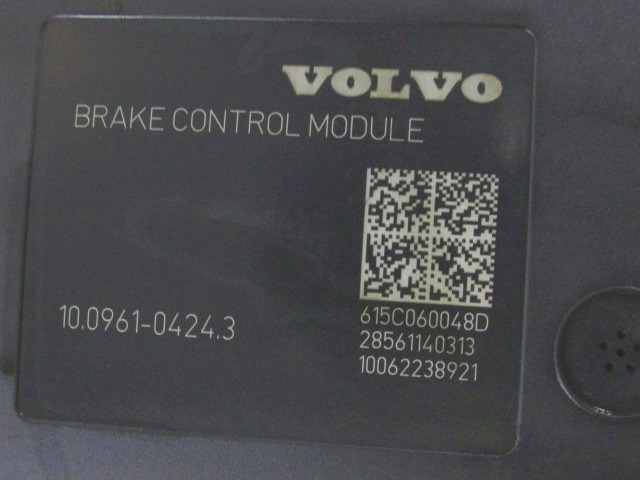 VOLVO
BRAKE CONTROL MODULE
10.0961-0424.3
615C060048D
28561140313
10062238921